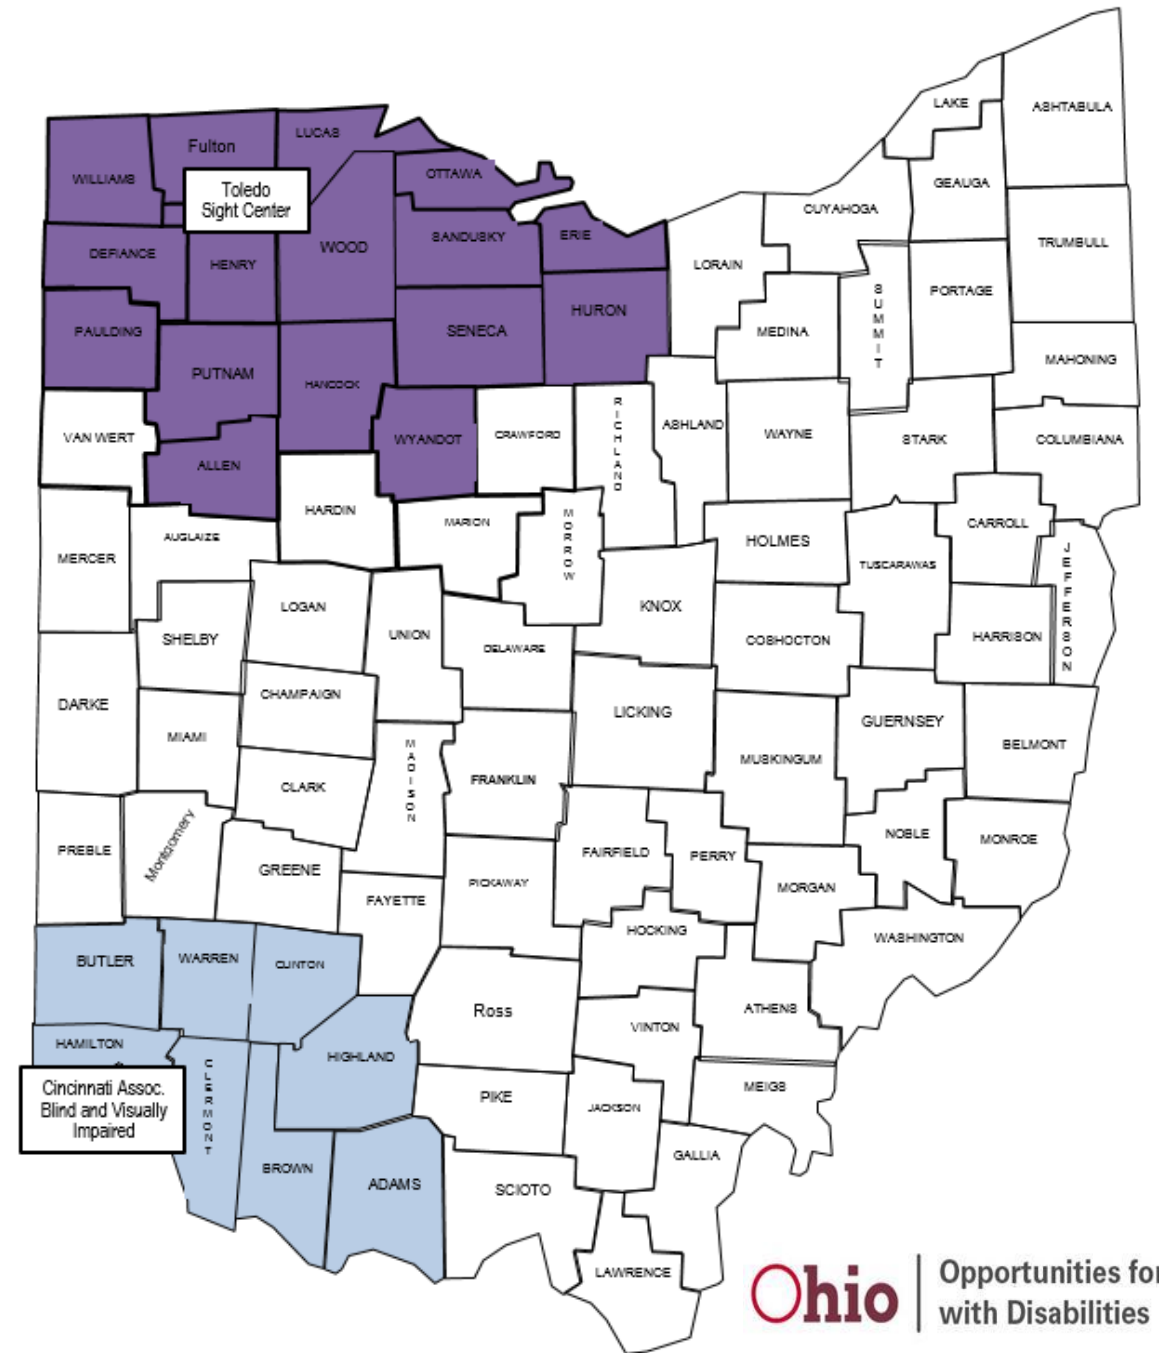 LAKE
ASHTABULA
LUCAS
Fulton
WILLIAMS
OTTAWA
GEAUGA
Toledo
Sight Center
CUYAHOGA
SANDUSKY
ERIE
TRUMBULL
WOOD
DEFIANCE
HENRY
LORAIN
PORTAGE
SUMMIT
HURON
PAULDING
SENECA
MEDINA
MAHONING
PUTNAM
HANCOCK
RICHLAND
ASHLAND
VAN WERT
WYANDOT
CRAWFORD
WAYNE
STARK
COLUMBIANA
ALLEN
HARDIN
MARION
MORROW
CARROLL
AUGLAIZE
HOLMES
MERCER
TUSCARAWAS
JEFFERSON
LOGAN
KNOX
SHELBY
UNION
DELAWARE
COSHOCTON
HARRISON
CHAMPAIGN
DARKE
LICKING
GUERNSEY
MIAMI
MADISON
BELMONT
CLARK
FRANKLIN
MUSKINGUM
Montgomery
NOBLE
MONROE
PREBLE
FAIRFIELD
PERRY
GREENE
PICKAWAY
MORGAN
FAYETTE
HOCKING
WASHINGTON
BUTLER
WARREN
CLINTON
Ross
ATHENS
VINTON
HAMILTON
HIGHLAND
CLERMONT
Cincinnati Assoc.
Blind and Visually
Impaired
PIKE
JACKSON
MEIGS
GALLIA
BROWN
ADAMS
SCIOTO
LAWRENCE
Ohio
Opportunities for
with Disabilities